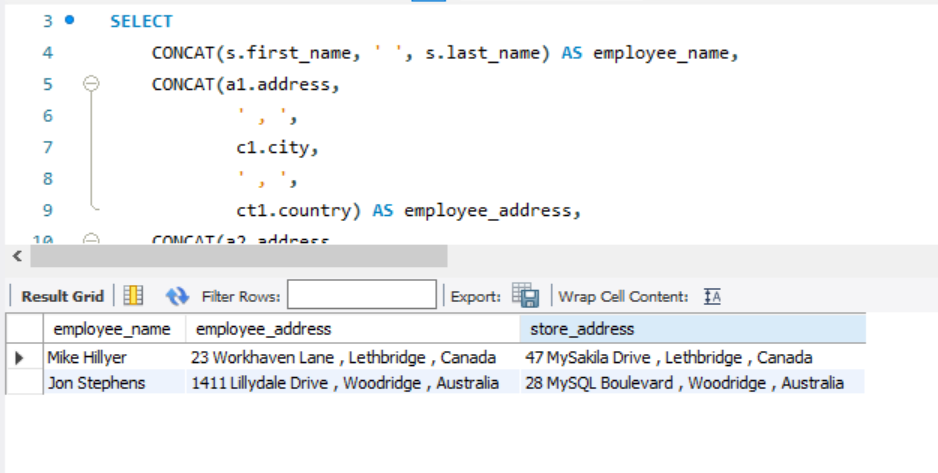 3 SELECT
4 CONCAT(s.first_name, ' ', s.last_name) AS employee_name,
5 CONCAT(a1.address,
6 ' , ',
7 c1.city,
8 ' , ',
9 ct1.country) AS employee_address,
10 CONCAT(a2.address
Result Grid Filter Rows: Export: Wrap Cell Content: IA
employee_name employee_address store_address
Mike Hillyer 23 Workhaven Lane , Lethbridge , Canada 47 MySakila Drive , Lethbridge , Canada
Jon Stephens 1411 Lillydale Drive , Woodridge , Australia 28 MySQL Boulevard , Woodridge , Australia